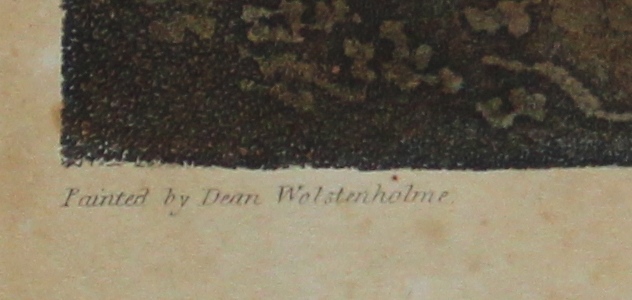 Painted by Dean Wolstenholme.